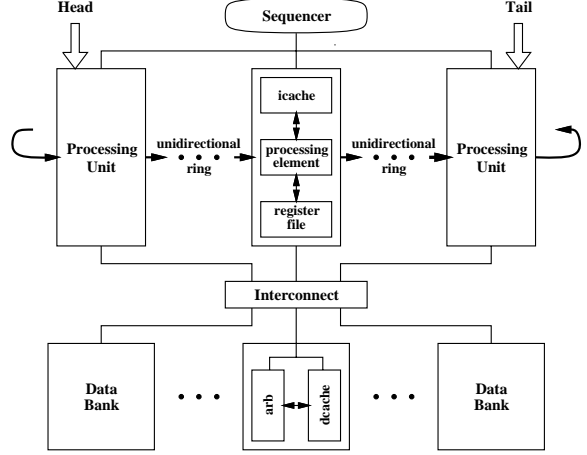 Head
Sequencer
Tail
icache
Processing
Unit
unidirectional
ring
processing
element
unidirectional
ring
Processing
Unit
register
file
Interconnect
Data
Bank
arb
dcache
Data
Bank